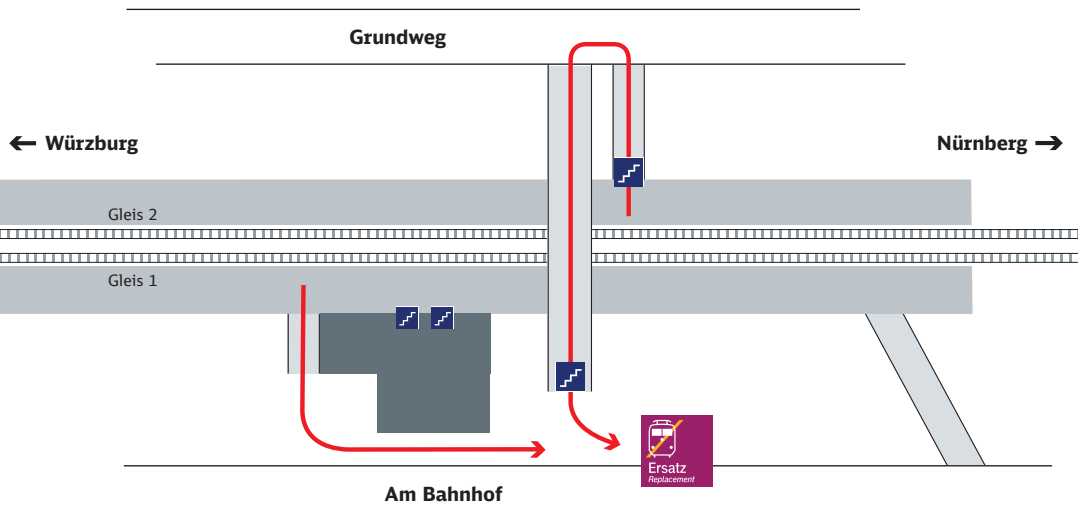 Grundweg
← Würzburg
Nürnberg →
Gleis 2
Gleis 1
Ersatz
Replacement
Am Bahnhof